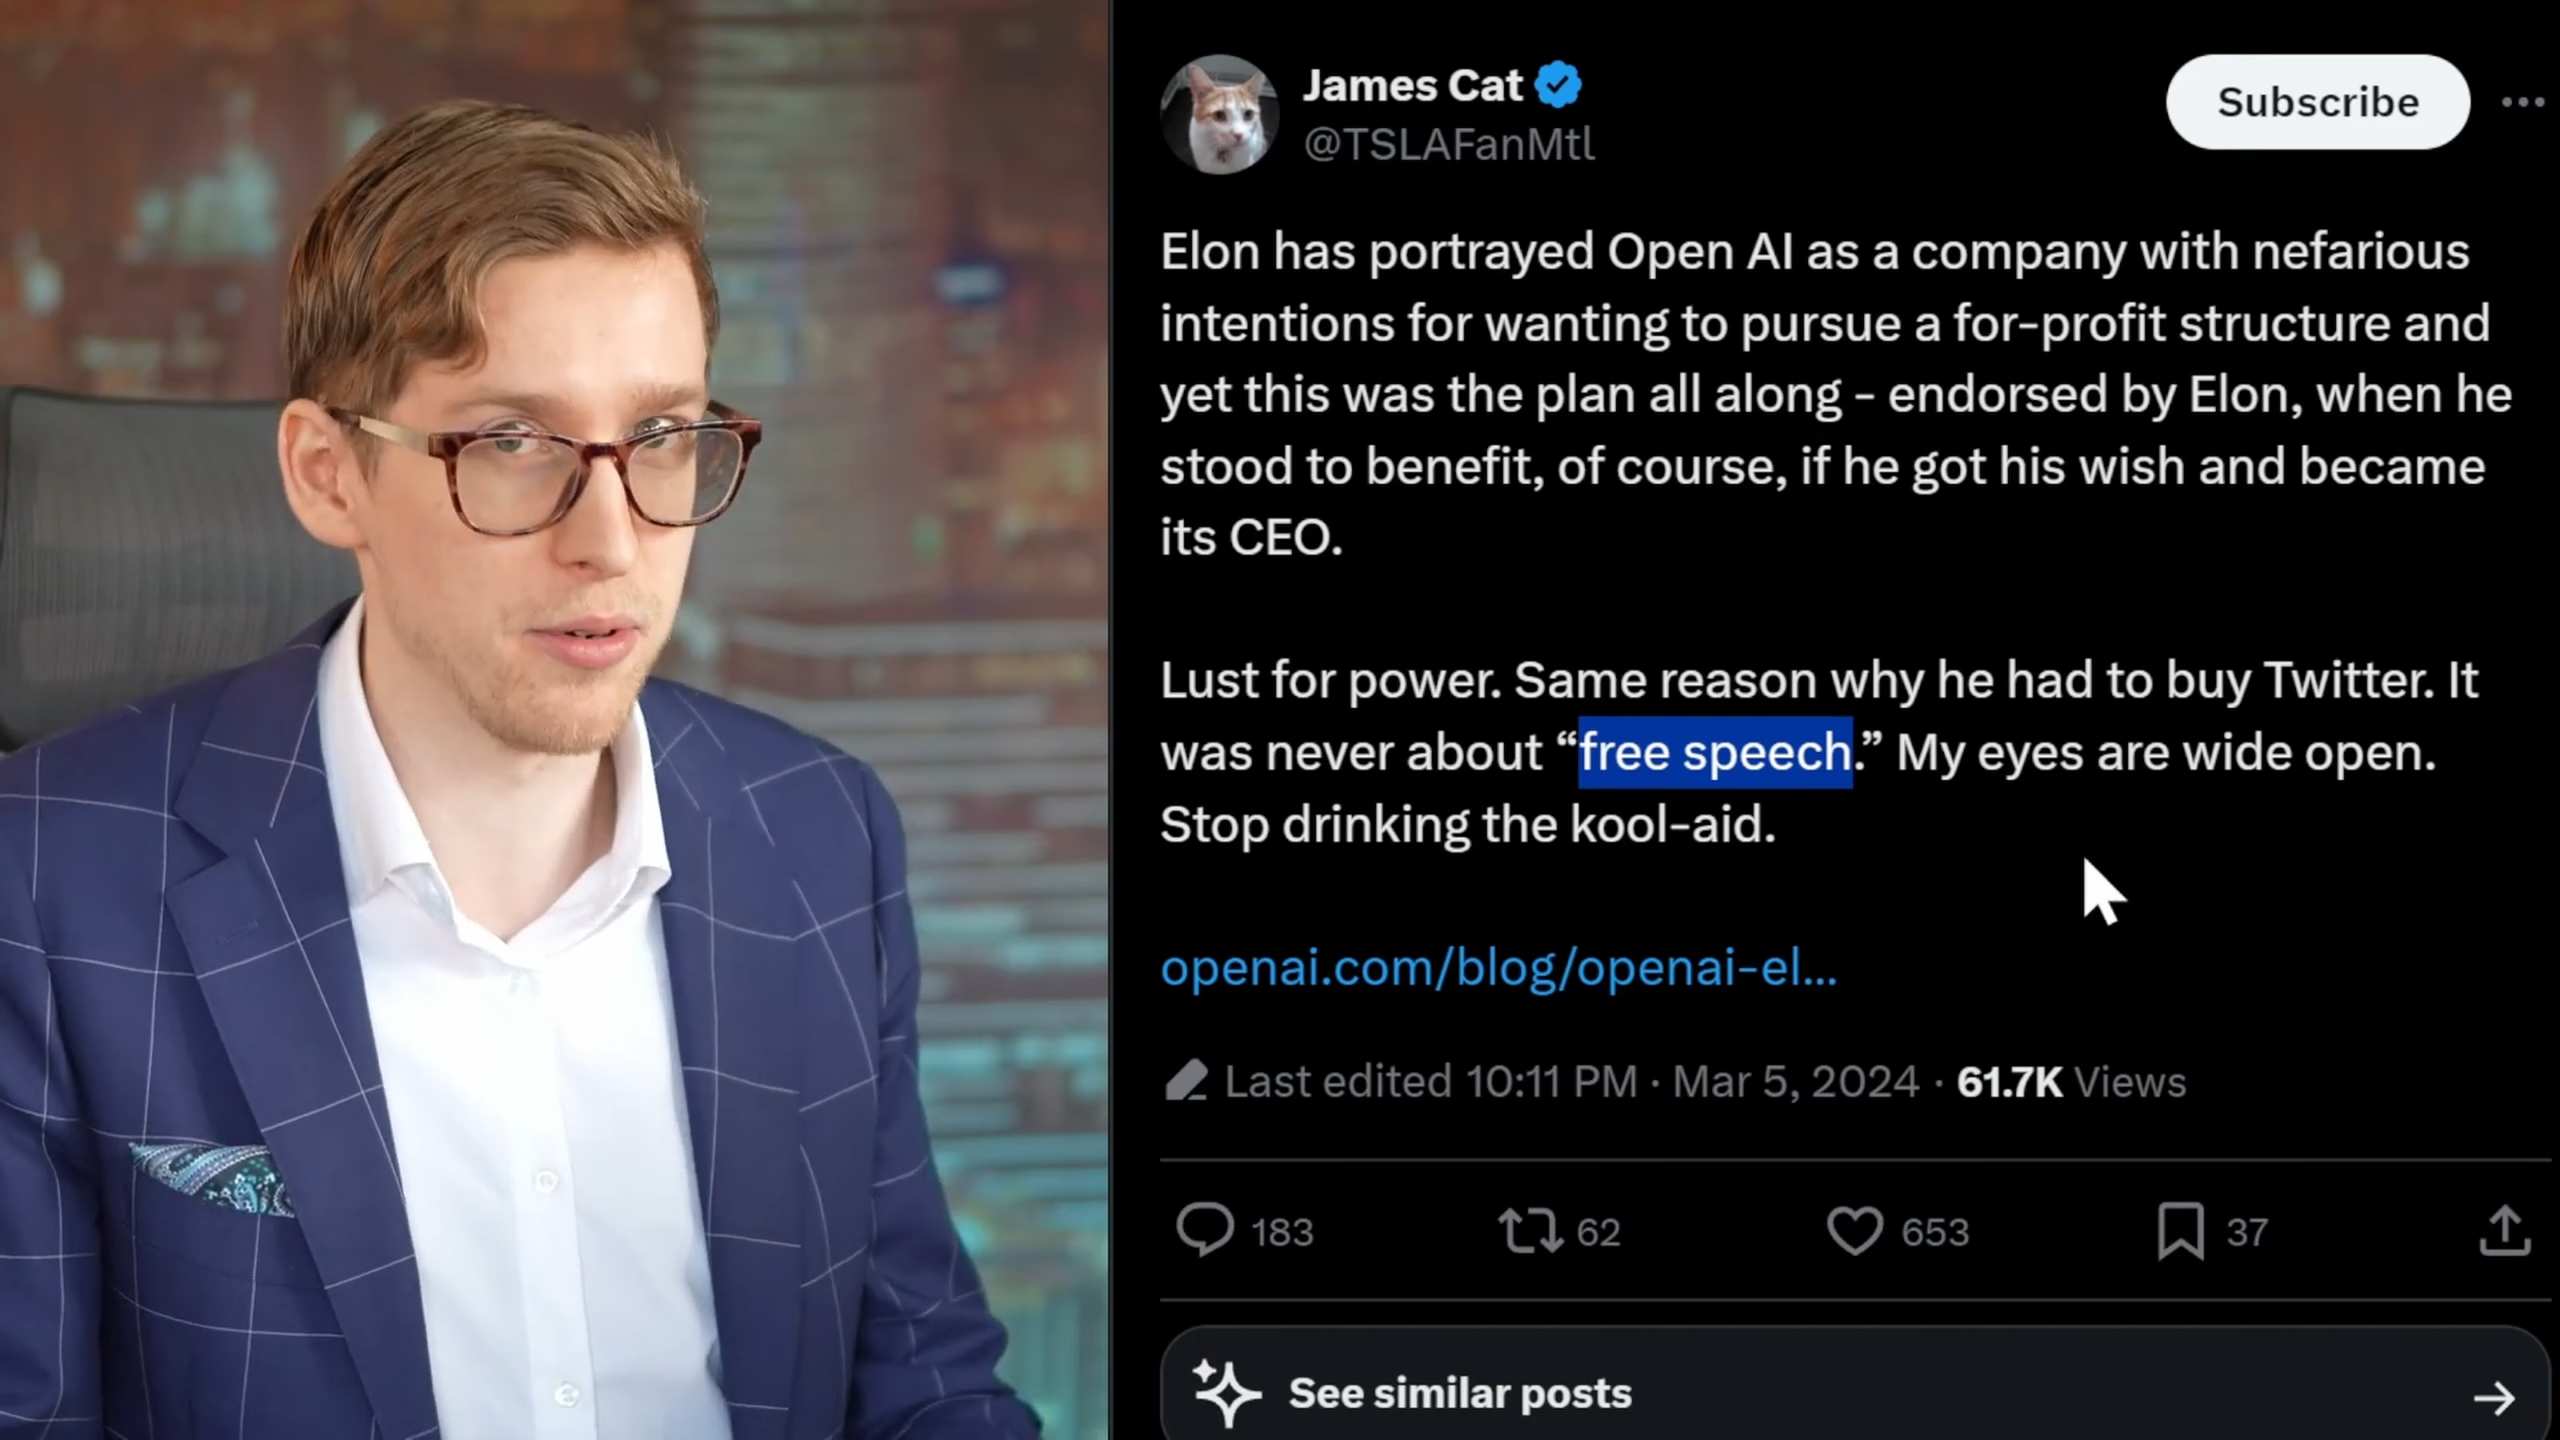 James Cat
@TSLAFanMtl
Subscribe
Elon has portrayed Open AI as a company with nefarious
intentions for wanting to pursue a for-profit structure and
yet this was the plan all along - endorsed by Elon, when he
stood to benefit, of course, if he got his wish and became
its CEO.
Lust for power. Same reason why he had to buy Twitter. It
was never about “free speech.” My eyes are wide open.
Stop drinking the kool-aid.
openai.com/blog/openai-el...
Last edited 10:11 PM · Mar 5, 2024 · 61.7K Views
183 62 653 37
See similar posts